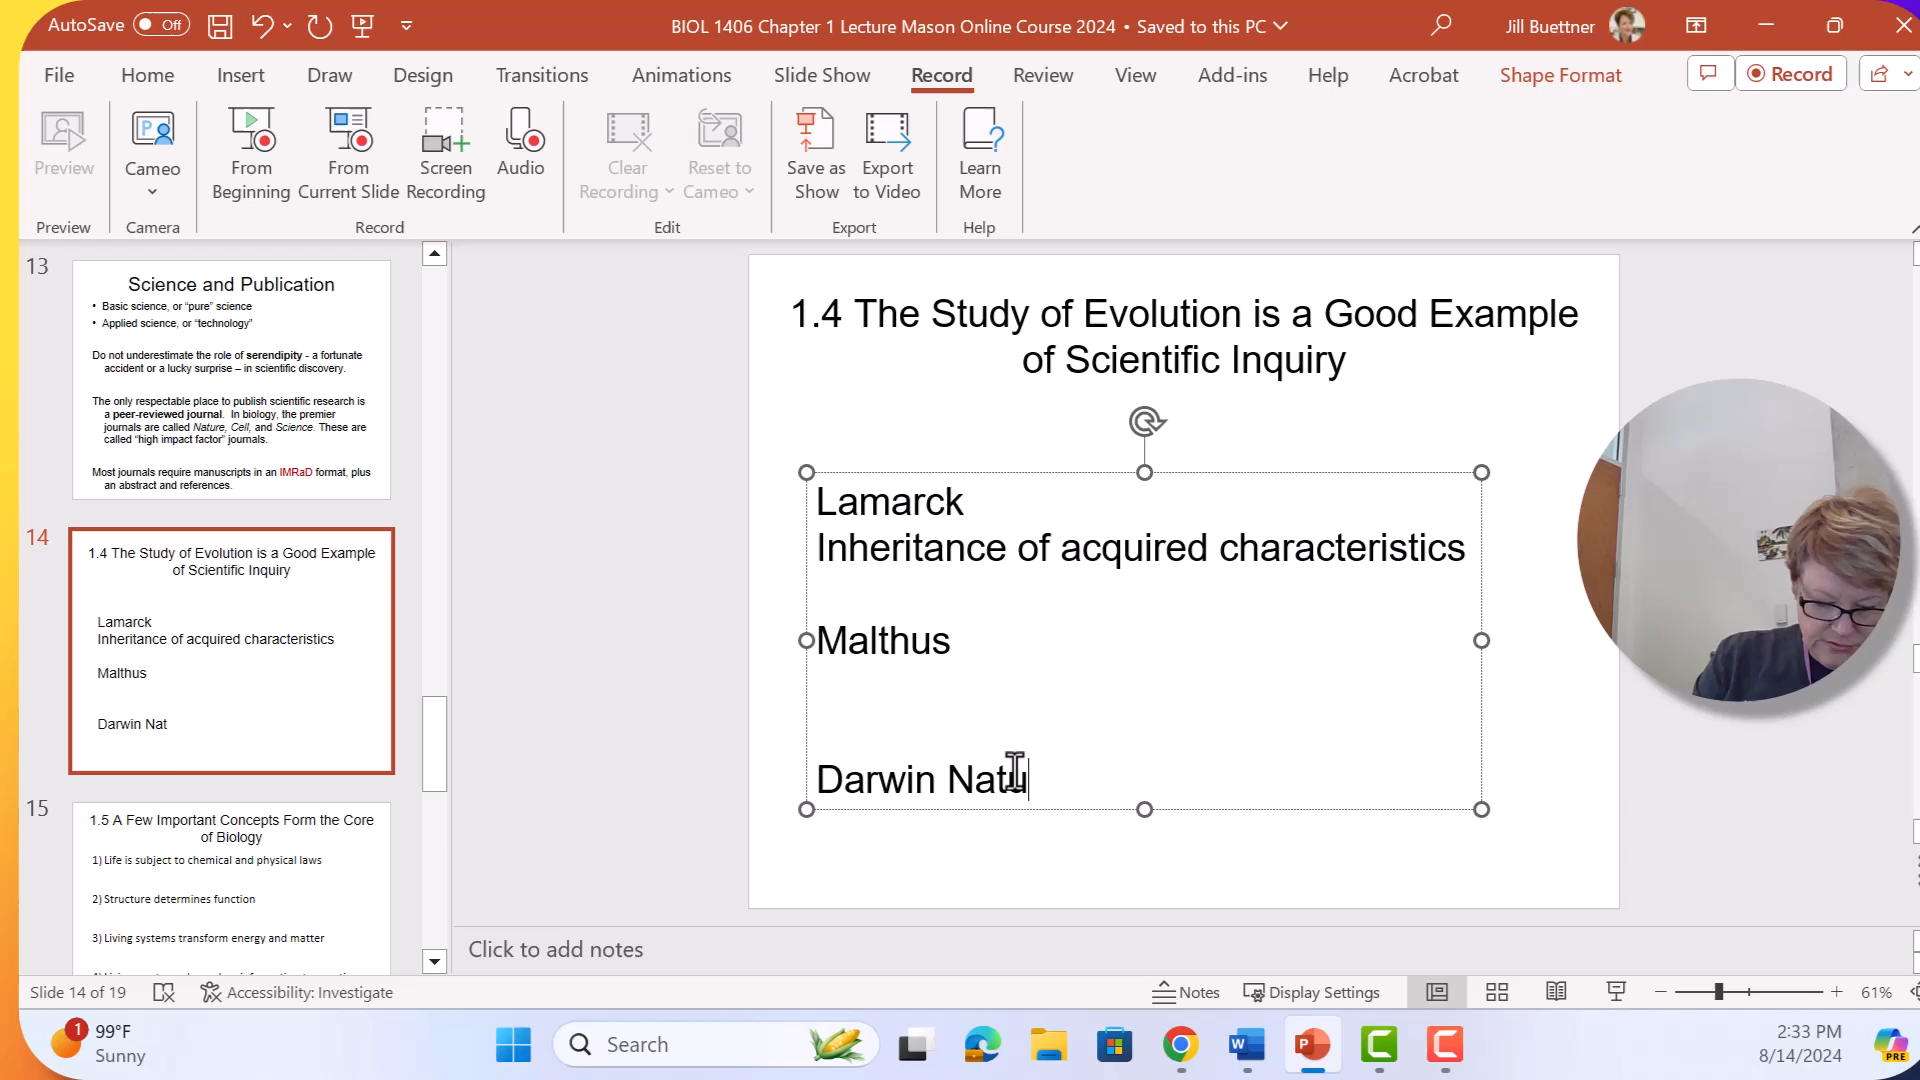 AutoSave Off
BIOL 1406 Chapter 1 Lecture Mason Online Course 2024 • Saved to this PC
Jill Buettner
File Home Insert Draw Design Transitions Animations Slide Show Record Review View Add-ins Help Acrobat Shape Format
Record
Preview
Cameo
From Beginning
From Current Slide
Screen Recording
Audio
Clear Recording
Reset to Cameo
Save as Show
Export to Video
Learn More
Preview Camera Record Edit Export Help
13
Science and Publication
• Basic science, or “pure” science
• Applied science, or “technology”
Do not underestimate the role of serendipity - a fortunate
accident or a lucky surprise – in scientific discovery.
The only respectable place to publish scientific research is
a peer-reviewed journal. In biology, the premier
journals are called Nature, Cell, and Science. These are
called “high impact factor” journals.
Most journals require manuscripts in an IMRaD format, plus
an abstract and references.
14
1.4 The Study of Evolution is a Good Example
of Scientific Inquiry
Lamarck
Inheritance of acquired characteristics
Malthus
Darwin Nat
15
1.5 A Few Important Concepts Form the Core
of Biology
1) Life is subject to chemical and physical laws
2) Structure determines function
3) Living systems transform energy and matter
1.4 The Study of Evolution is a Good Example
of Scientific Inquiry
Lamarck
Inheritance of acquired characteristics
Malthus
Darwin Natu
Click to add notes
Slide 14 of 19
Accessibility: Investigate
Notes
Display Settings
61%
1
99°F
Sunny
Search
2:33 PM
8/14/2024
PRE